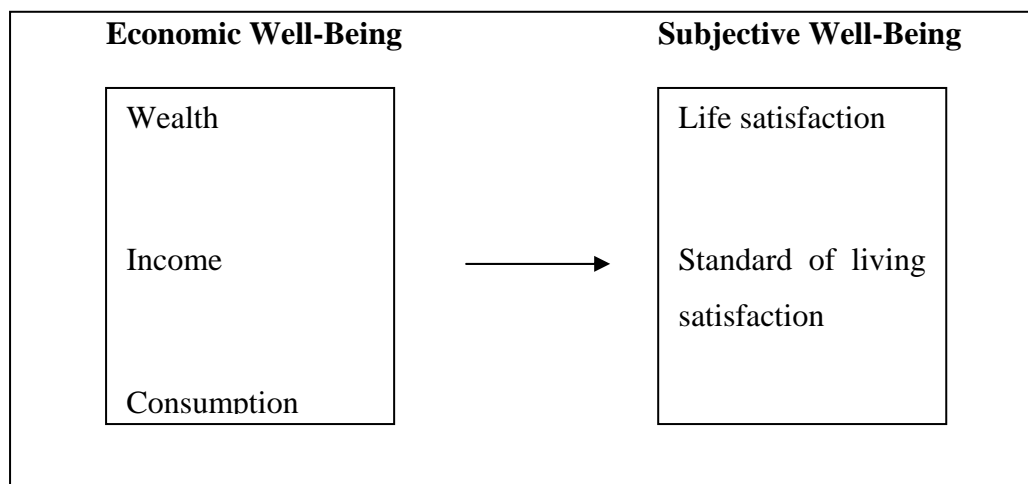 Economic Well-Being
Subjective Well-Being
Wealth
Income
Consumption
Life satisfaction
Standard of living
satisfaction